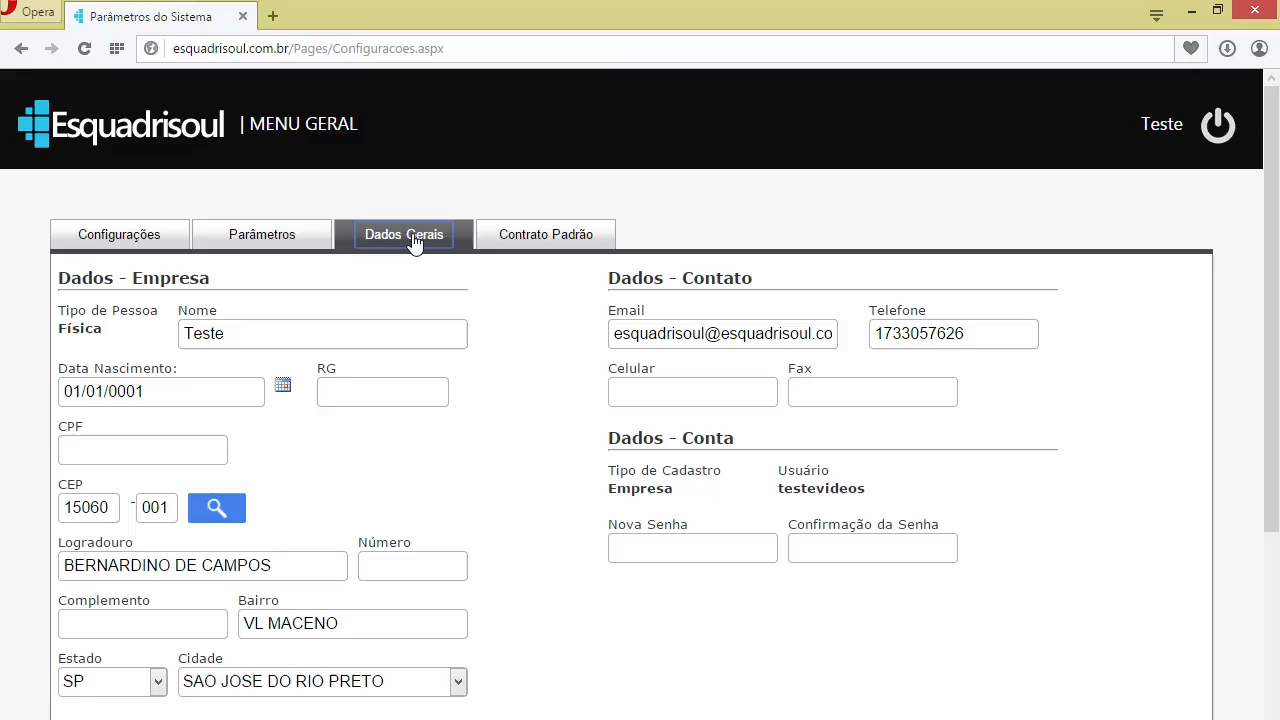 Opera
Parâmetros do Sistema
esquadrisoul.com.br/Pages/Configuracoes.aspx
Esquadrisoul | MENU GERAL
Teste
Configurações
Parâmetros
Dados Gerais
Contrato Padrão
Dados - Empresa
Tipo de Pessoa
Física
Nome
Teste
Data Nascimento:
01/01/0001
RG
CPF
CEP
15060 - 001
Logradouro
BERNARDINO DE CAMPOS
Número
Complemento
Bairro
VL MACENO
Estado
SP
Cidade
SAO JOSE DO RIO PRETO
Dados - Contato
Email
esquadrisoul@esquadrisoul.co
Telefone
1733057626
Celular
Fax
Dados - Conta
Tipo de Cadastro
Empresa
Usuário
testevideos
Nova Senha
Confirmação da Senha